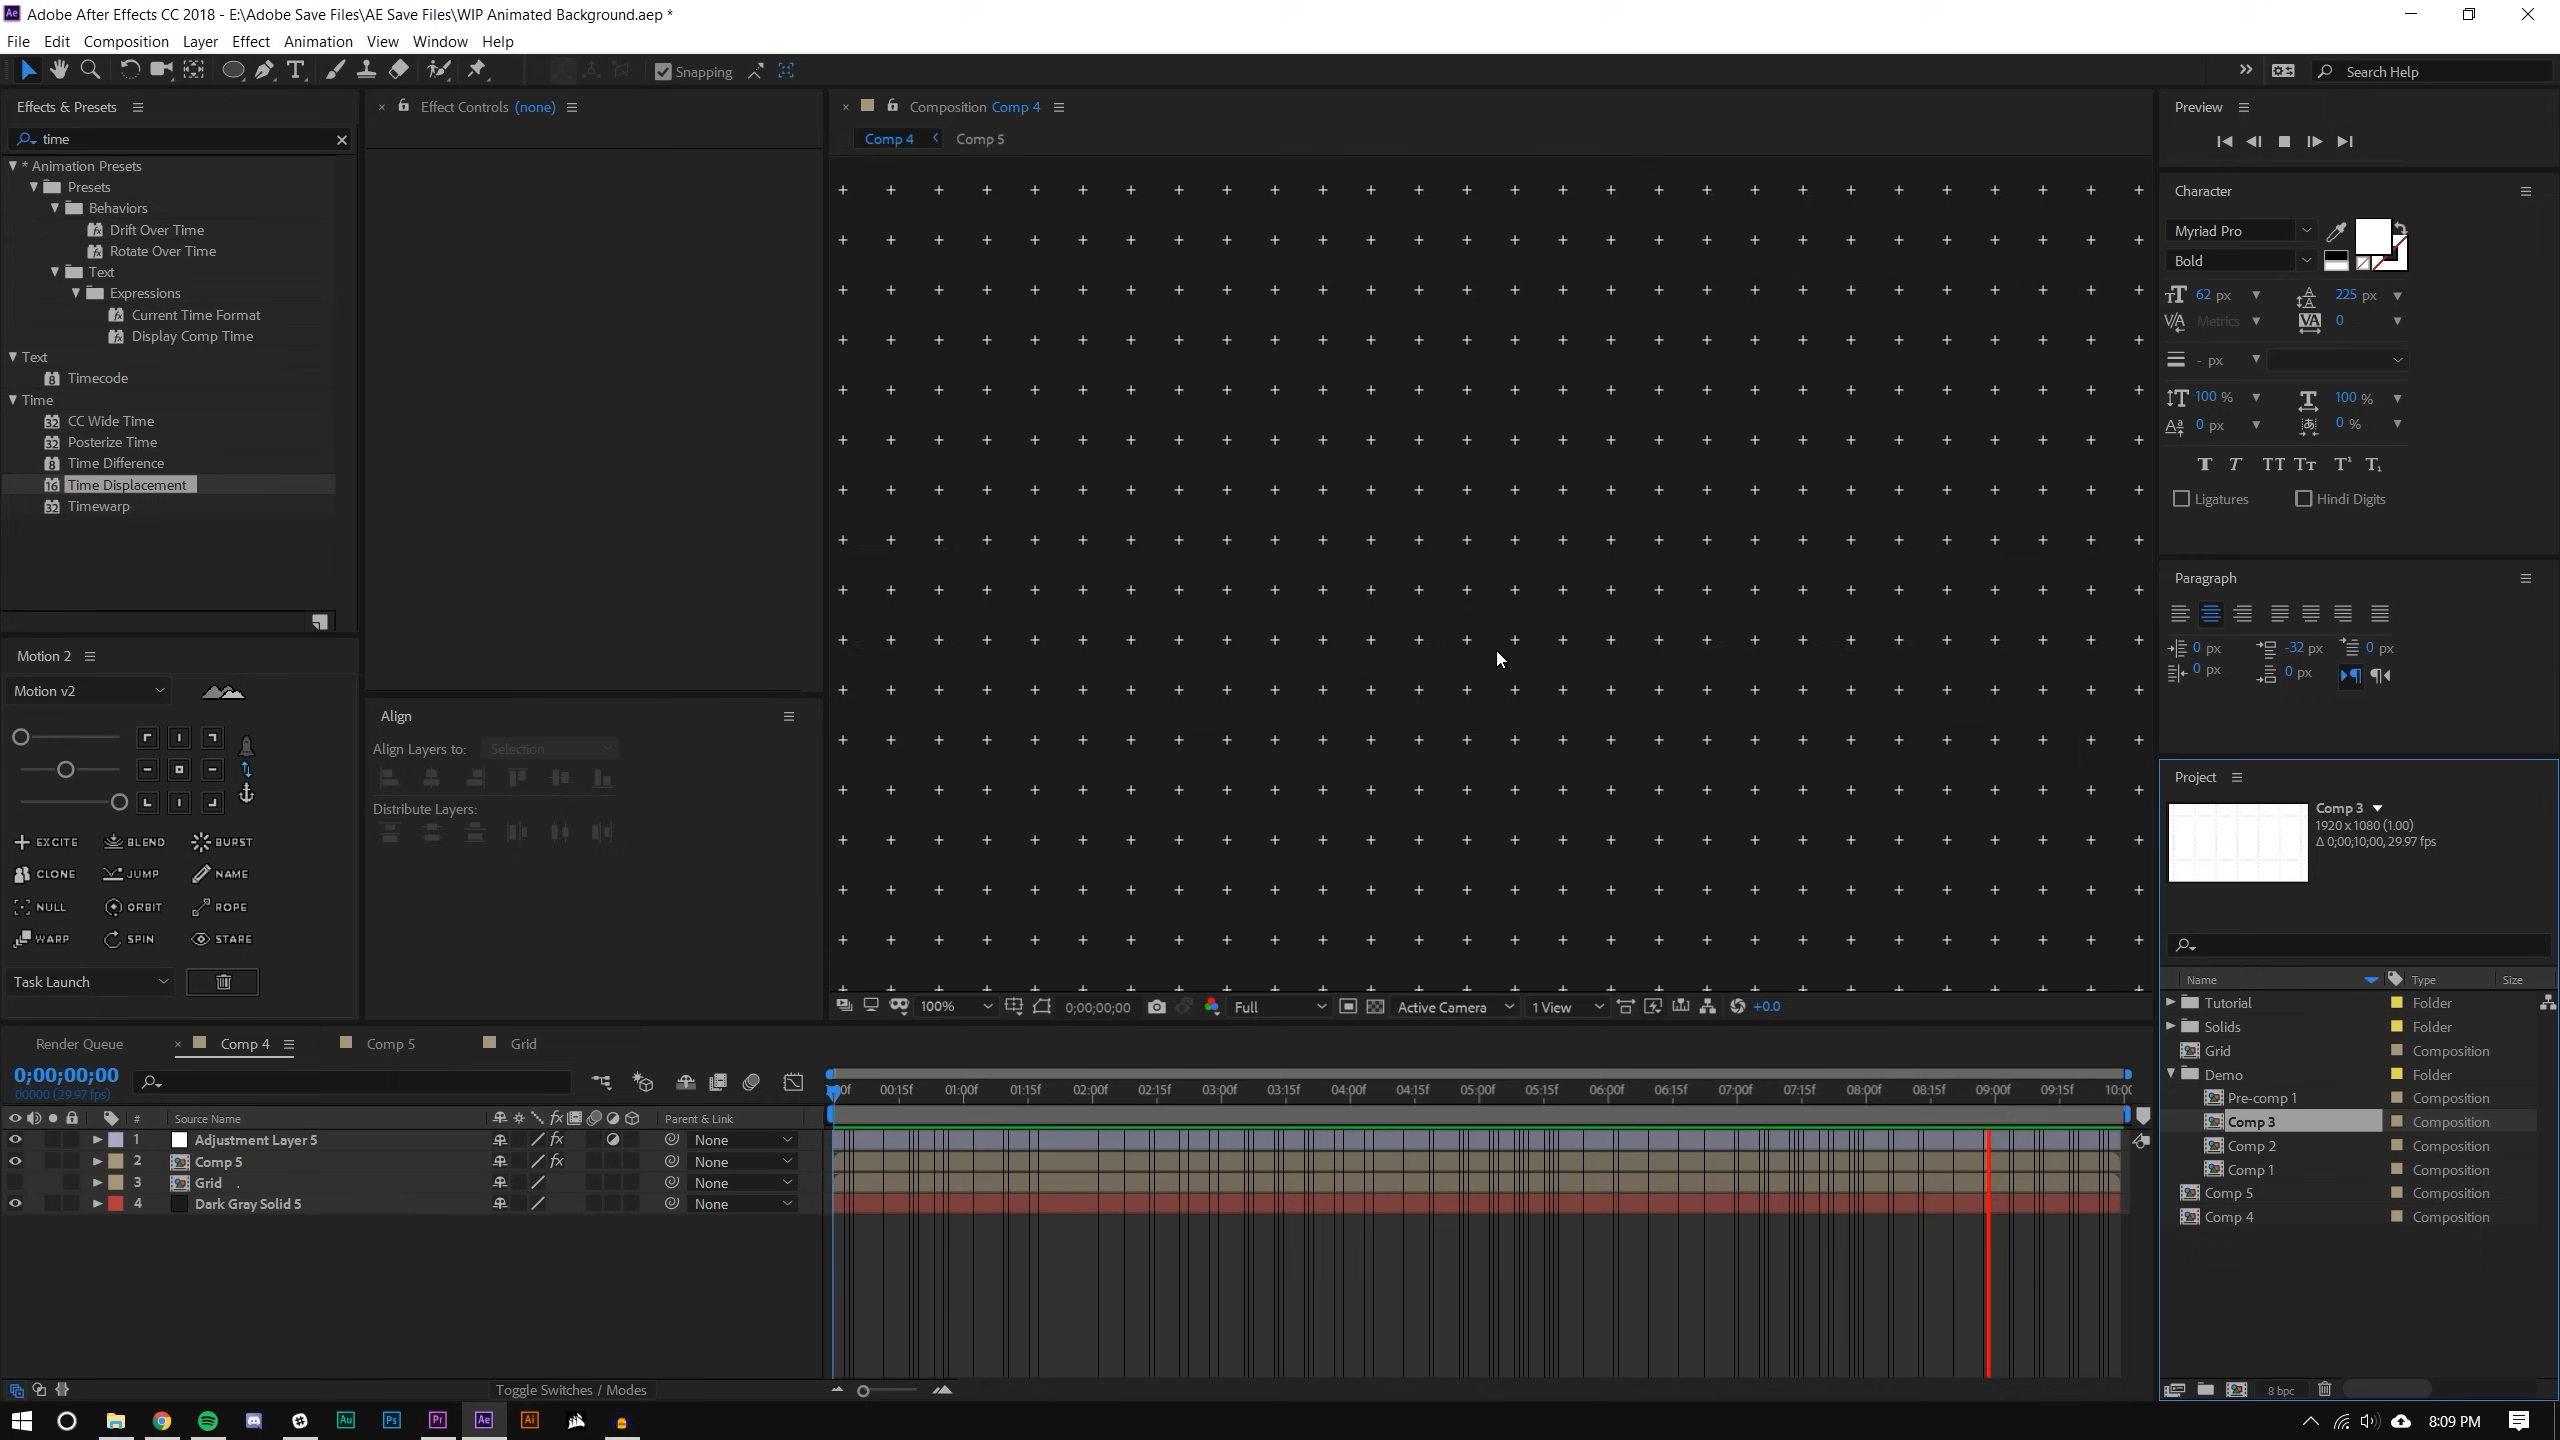 Adobe After Effects CC 2018 - E:\Adobe Save Files\AE Save Files\WIP Animated Background.aep *
File Edit Composition Layer Effect Animation View Window Help
Snapping
Search Help
Effects & Presets
time
* Animation Presets
Presets
Behaviors
Drift Over Time
Rotate Over Time
Text
Expressions
Current Time Format
Display Comp Time
Text
Timecode
Time
CC Wide Time
Posterize Time
Time Difference
Time Displacement
Timewarp
Motion 2
Motion v2
EXCITE BLEND BURST
CLONE JUMP NAME
NULL ORBIT ROPE
WARP SPIN STARE
Task Launch
Effect Controls (none)
Align
Align Layers to: Selection
Distribute Layers:
Composition Comp 4
Comp 4 Comp 5
100% 0;00;00;00 Full Active Camera 1 View +0.0
Preview
Character
Myriad Pro
Bold
62 px 225 px
Metrics 0
- px
100 % 100 %
0 px 0 %
Ligatures Hindi Digits
Paragraph
0 px -32 px 0 px
0 px 0 px
Project
Comp 3
1920 x 1080 (1.00)
Δ 0;00;10;00, 29.97 fps
Name Type Size
Tutorial Folder
Solids Folder
Grid Composition
Demo Folder
Pre-comp 1 Composition
Comp 3 Composition
Comp 2 Composition
Comp 1 Composition
Comp 5 Composition
Comp 4 Composition
8 bpc
Render Queue Comp 4 Comp 5 Grid
0;00;00;00
00000 (29.97 fps)
00:15f 01:00f 01:15f 02:00f 02:15f 03:00f 03:15f 04:00f 04:15f 05:00f 05:15f 06:00f 06:15f 07:00f 07:15f 08:00f 08:15f 09:00f 09:15f
# Source Name Parent & Link
1 Adjustment Layer 5 None
2 Comp 5 None
3 Grid None
4 Dark Gray Solid 5 None
Toggle Switches / Modes
8:09 PM